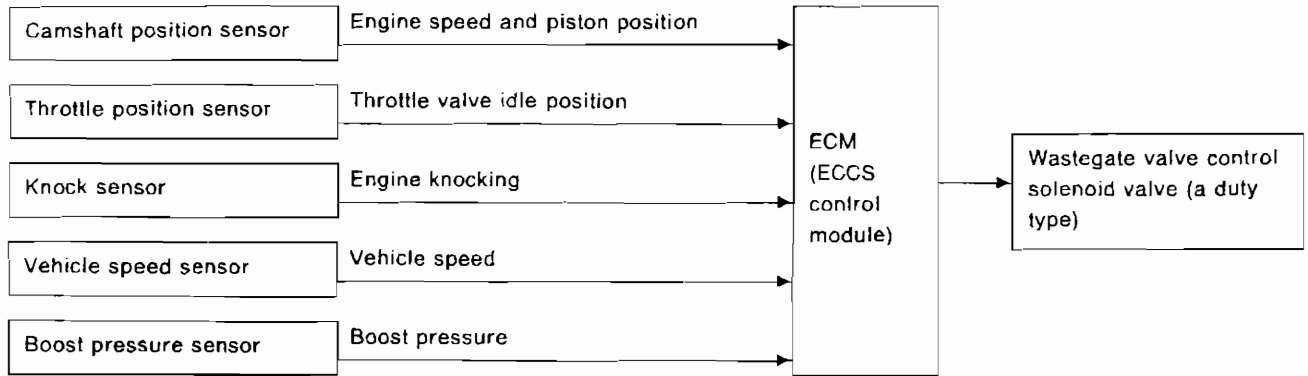 Camshaft position sensor
Engine speed and piston position
Throttle position sensor
Throttle valve idle position
Knock sensor
Engine knocking
Vehicle speed sensor
Vehicle speed
Boost pressure sensor
Boost pressure
ECM
(ECCS
control
module)
Wastegate valve control
solenoid valve (a duty
type)